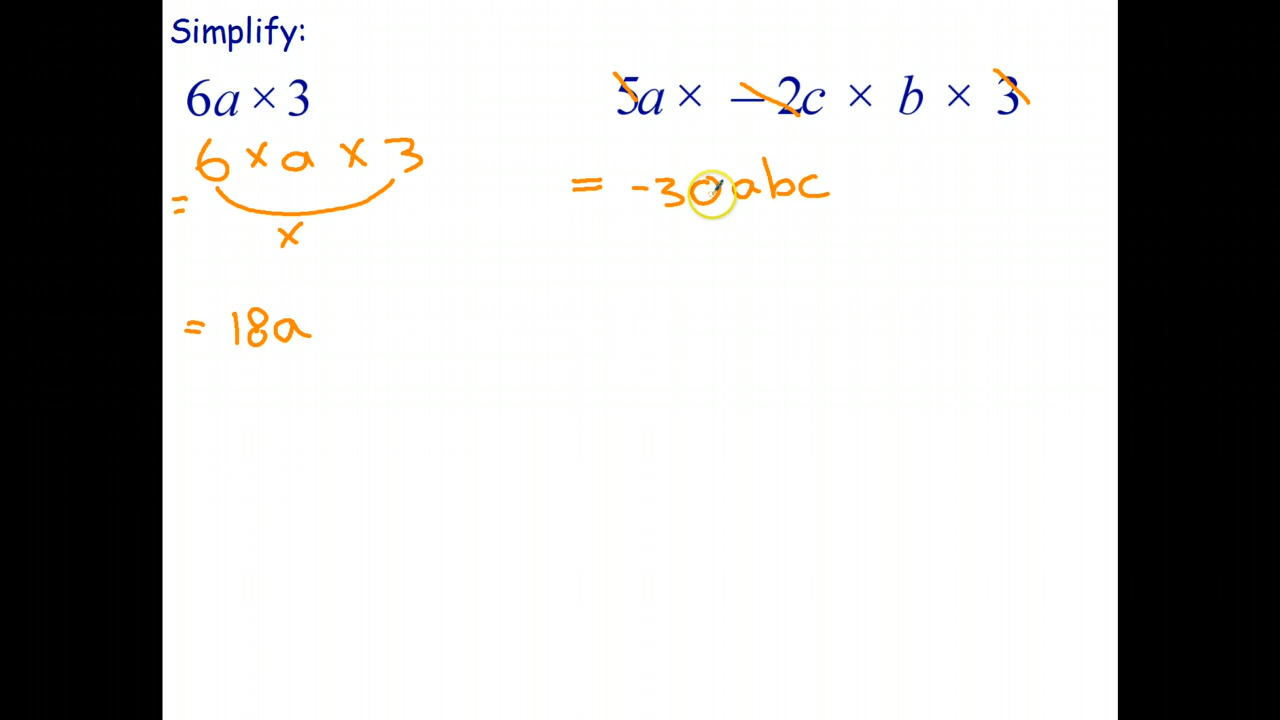 Simplify:
6a × 3
6 × a × 3
=
×
= 18a
5a × −2c × b × 3
= -30abc